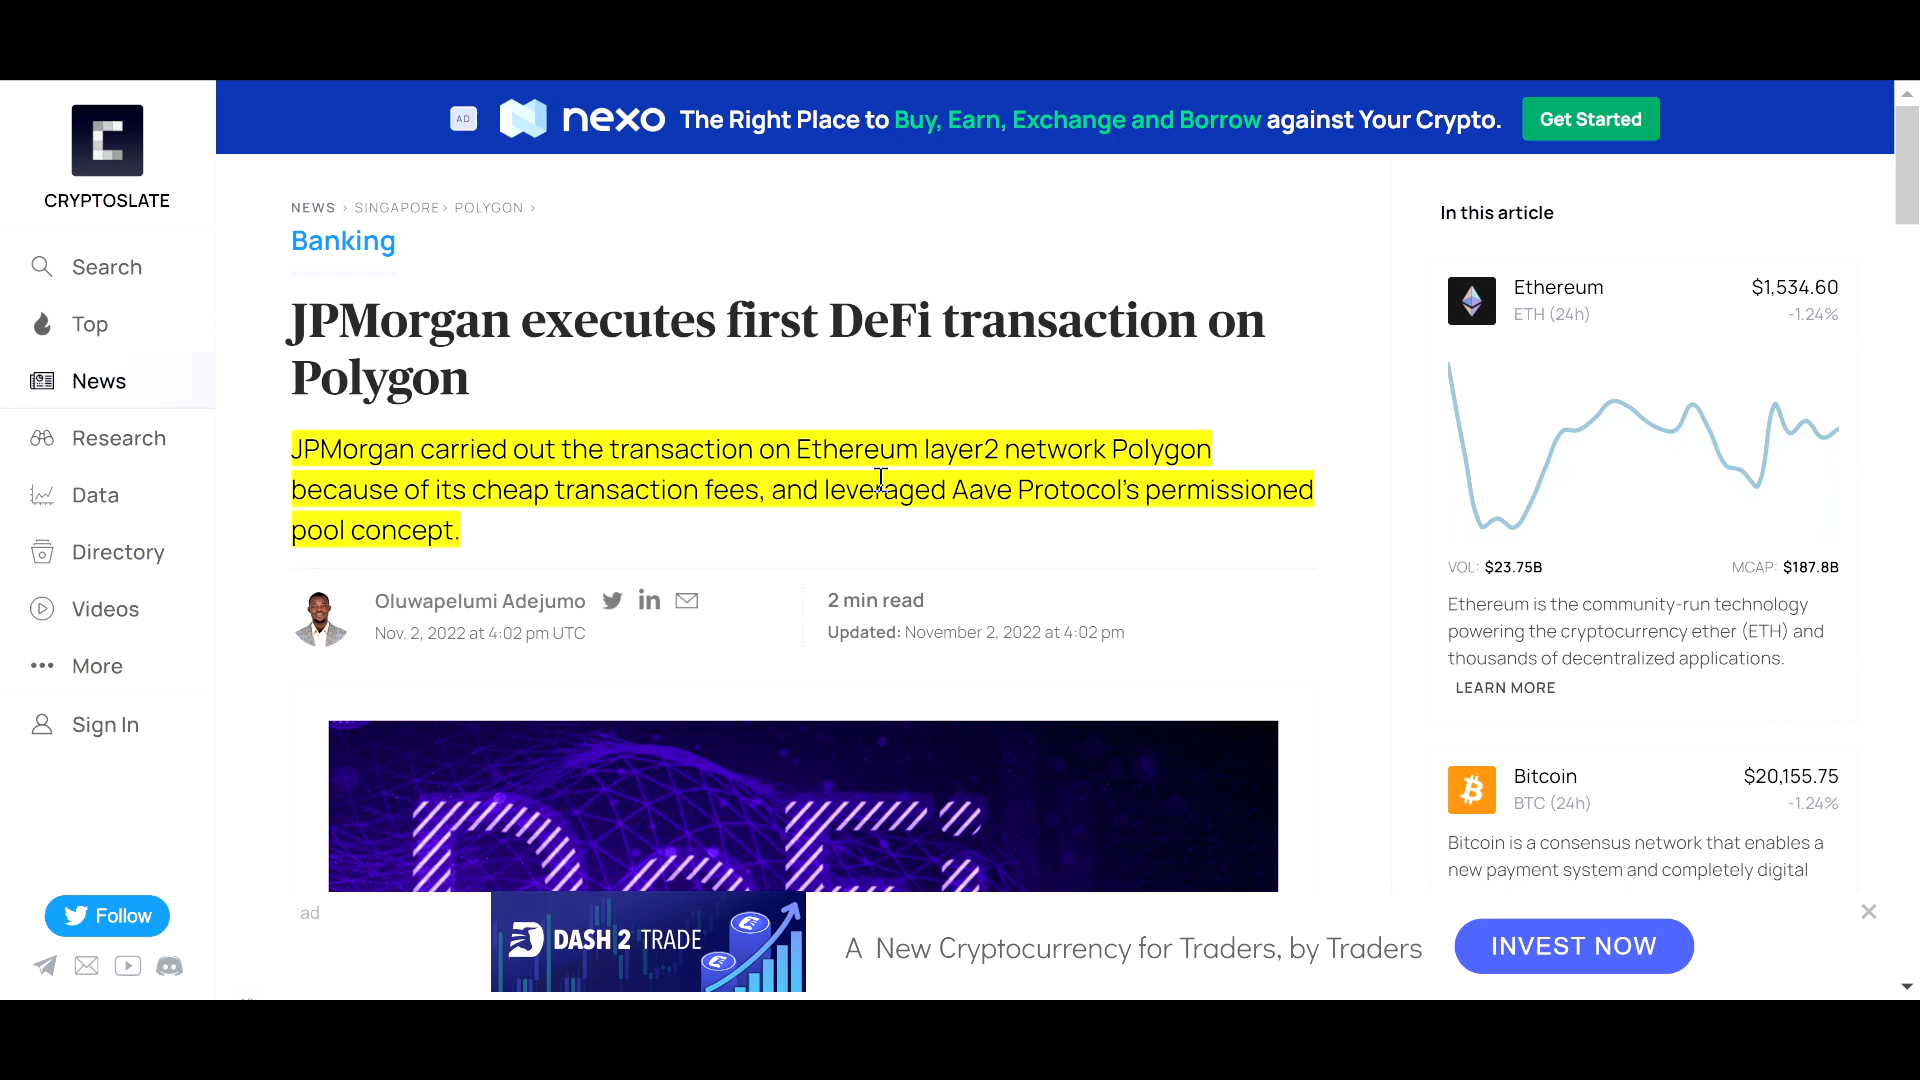 CRYPTOSLATE
Search
Top
News
Research
Data
Directory
Videos
More
Sign In
Follow
AD
nexo The Right Place to Buy, Earn, Exchange and Borrow against Your Crypto. Get Started
NEWS > SINGAPORE > POLYGON >
Banking
JPMorgan executes first DeFi transaction on
Polygon
JPMorgan carried out the transaction on Ethereum layer2 network Polygon
because of its cheap transaction fees, and leveraged Aave Protocol's permissioned
pool concept.
Oluwapelumi Adejumo
Nov. 2, 2022 at 4:02 pm UTC
2 min read
Updated: November 2, 2022 at 4:02 pm
DeFi
In this article
Ethereum $1,534.60
ETH (24h) -1.24%
VOL: $23.75B MCAP: $187.8B
Ethereum is the community-run technology
powering the cryptocurrency ether (ETH) and
thousands of decentralized applications.
LEARN MORE
Bitcoin $20,155.75
BTC (24h) -1.24%
Bitcoin is a consensus network that enables a
new payment system and completely digital
ad
DASH 2 TRADE
A New Cryptocurrency for Traders, by Traders
INVEST NOW